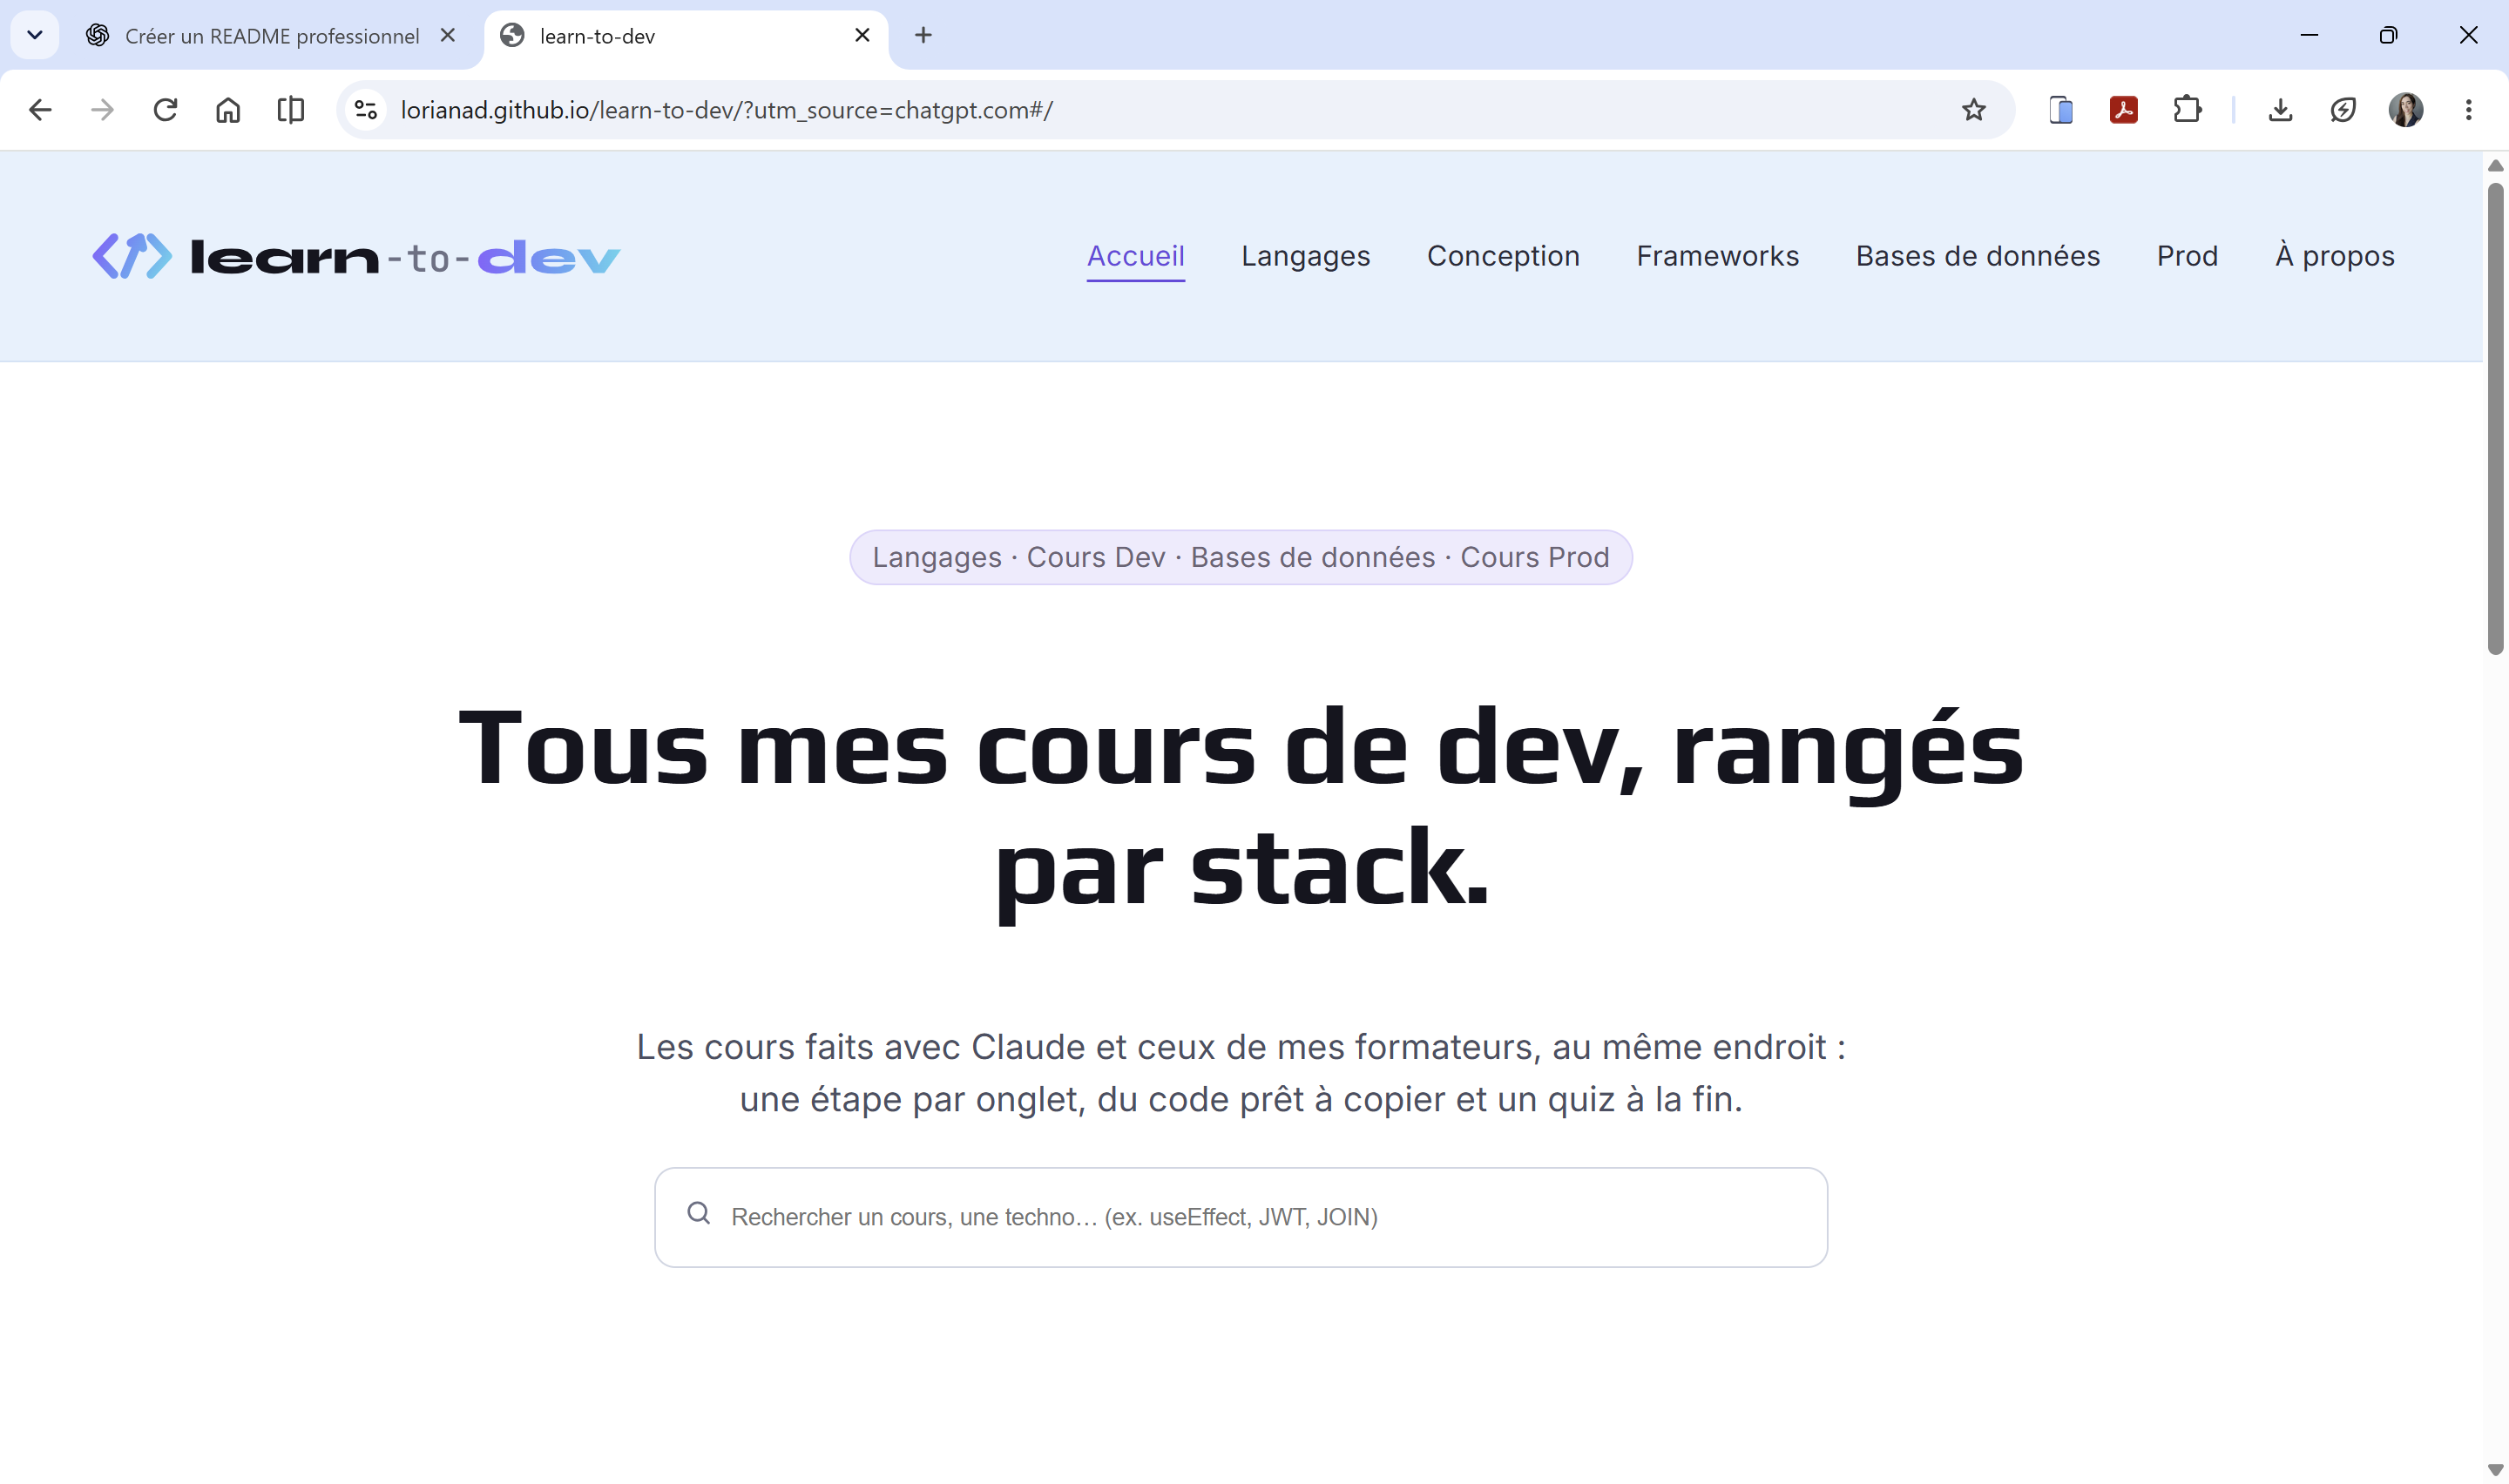 Créer un README professionnel
learn-to-dev
lorianad.github.io/learn-to-dev/?utm_source=chatgpt.com#/
learn-to-dev
Accueil Langages Conception Frameworks Bases de données Prod À propos
Langages · Cours Dev · Bases de données · Cours Prod
Tous mes cours de dev, rangés
par stack.
Les cours faits avec Claude et ceux de mes formateurs, au même endroit :
une étape par onglet, du code prêt à copier et un quiz à la fin.
Rechercher un cours, une techno… (ex. useEffect, JWT, JOIN)